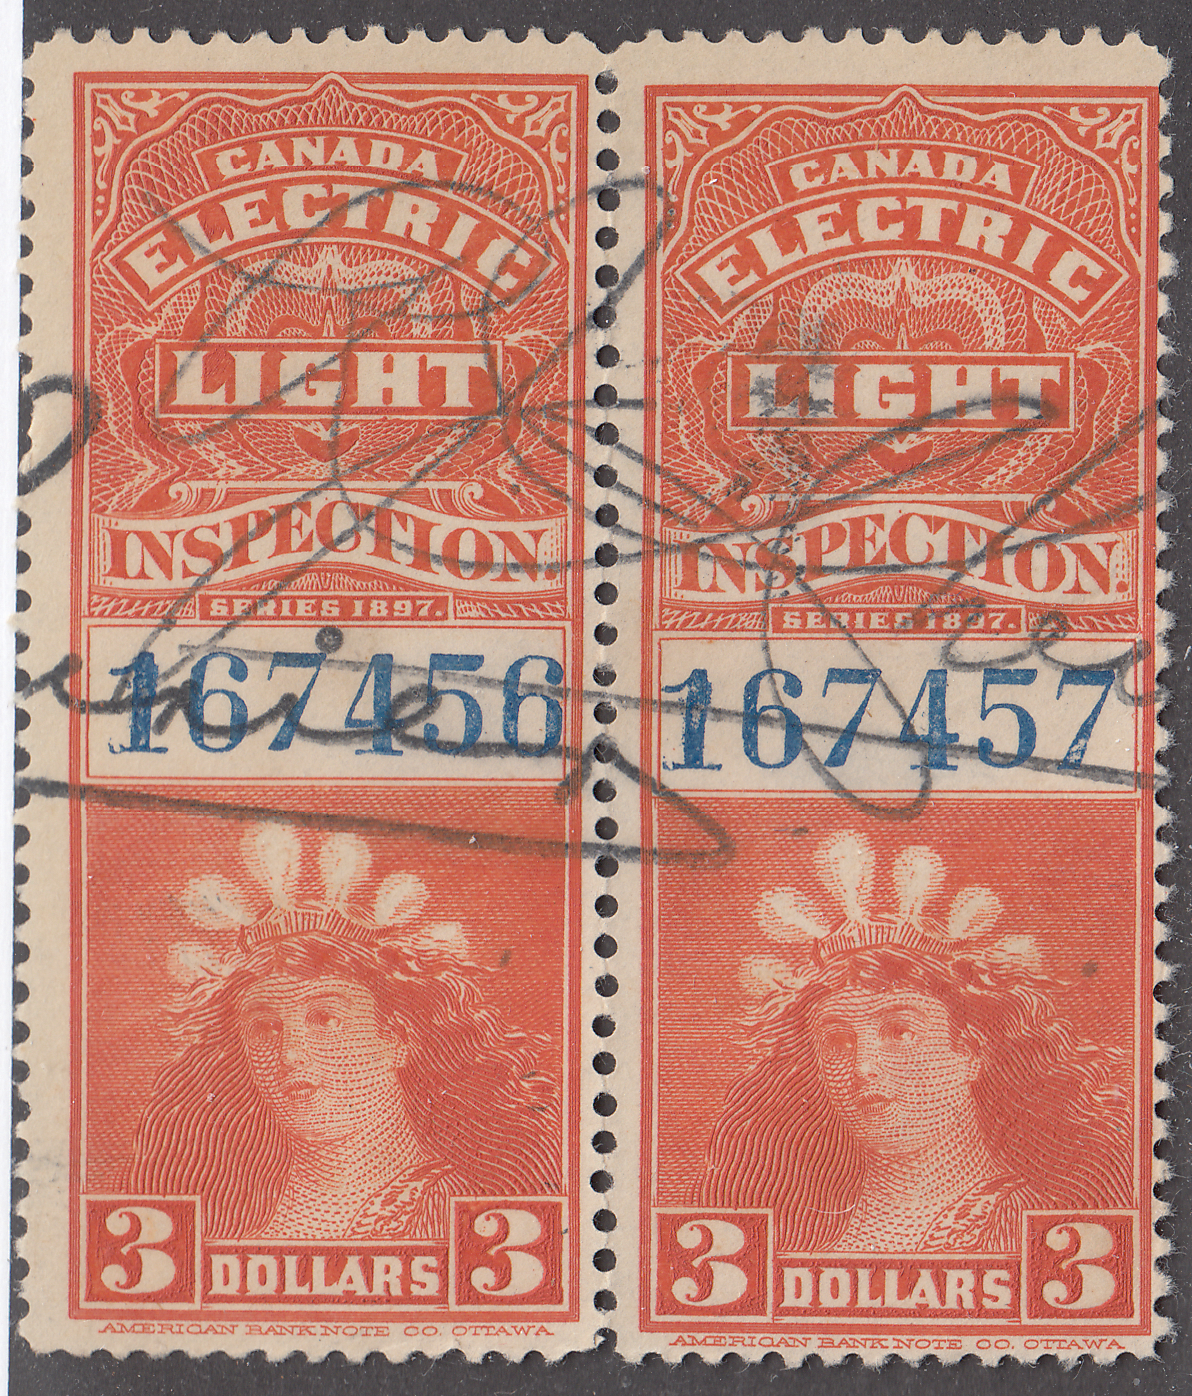 CANADA
ELECTRIC
LIGHT
INSPECTION.
SERIES 1897.
167456
3 DOLLARS 3
AMERICAN BANK NOTE CO. OTTAWA
CANADA
ELECTRIC
LIGHT
INSPECTION.
SERIES 1897.
167457
3 DOLLARS 3
AMERICAN BANK NOTE CO. OTTAWA